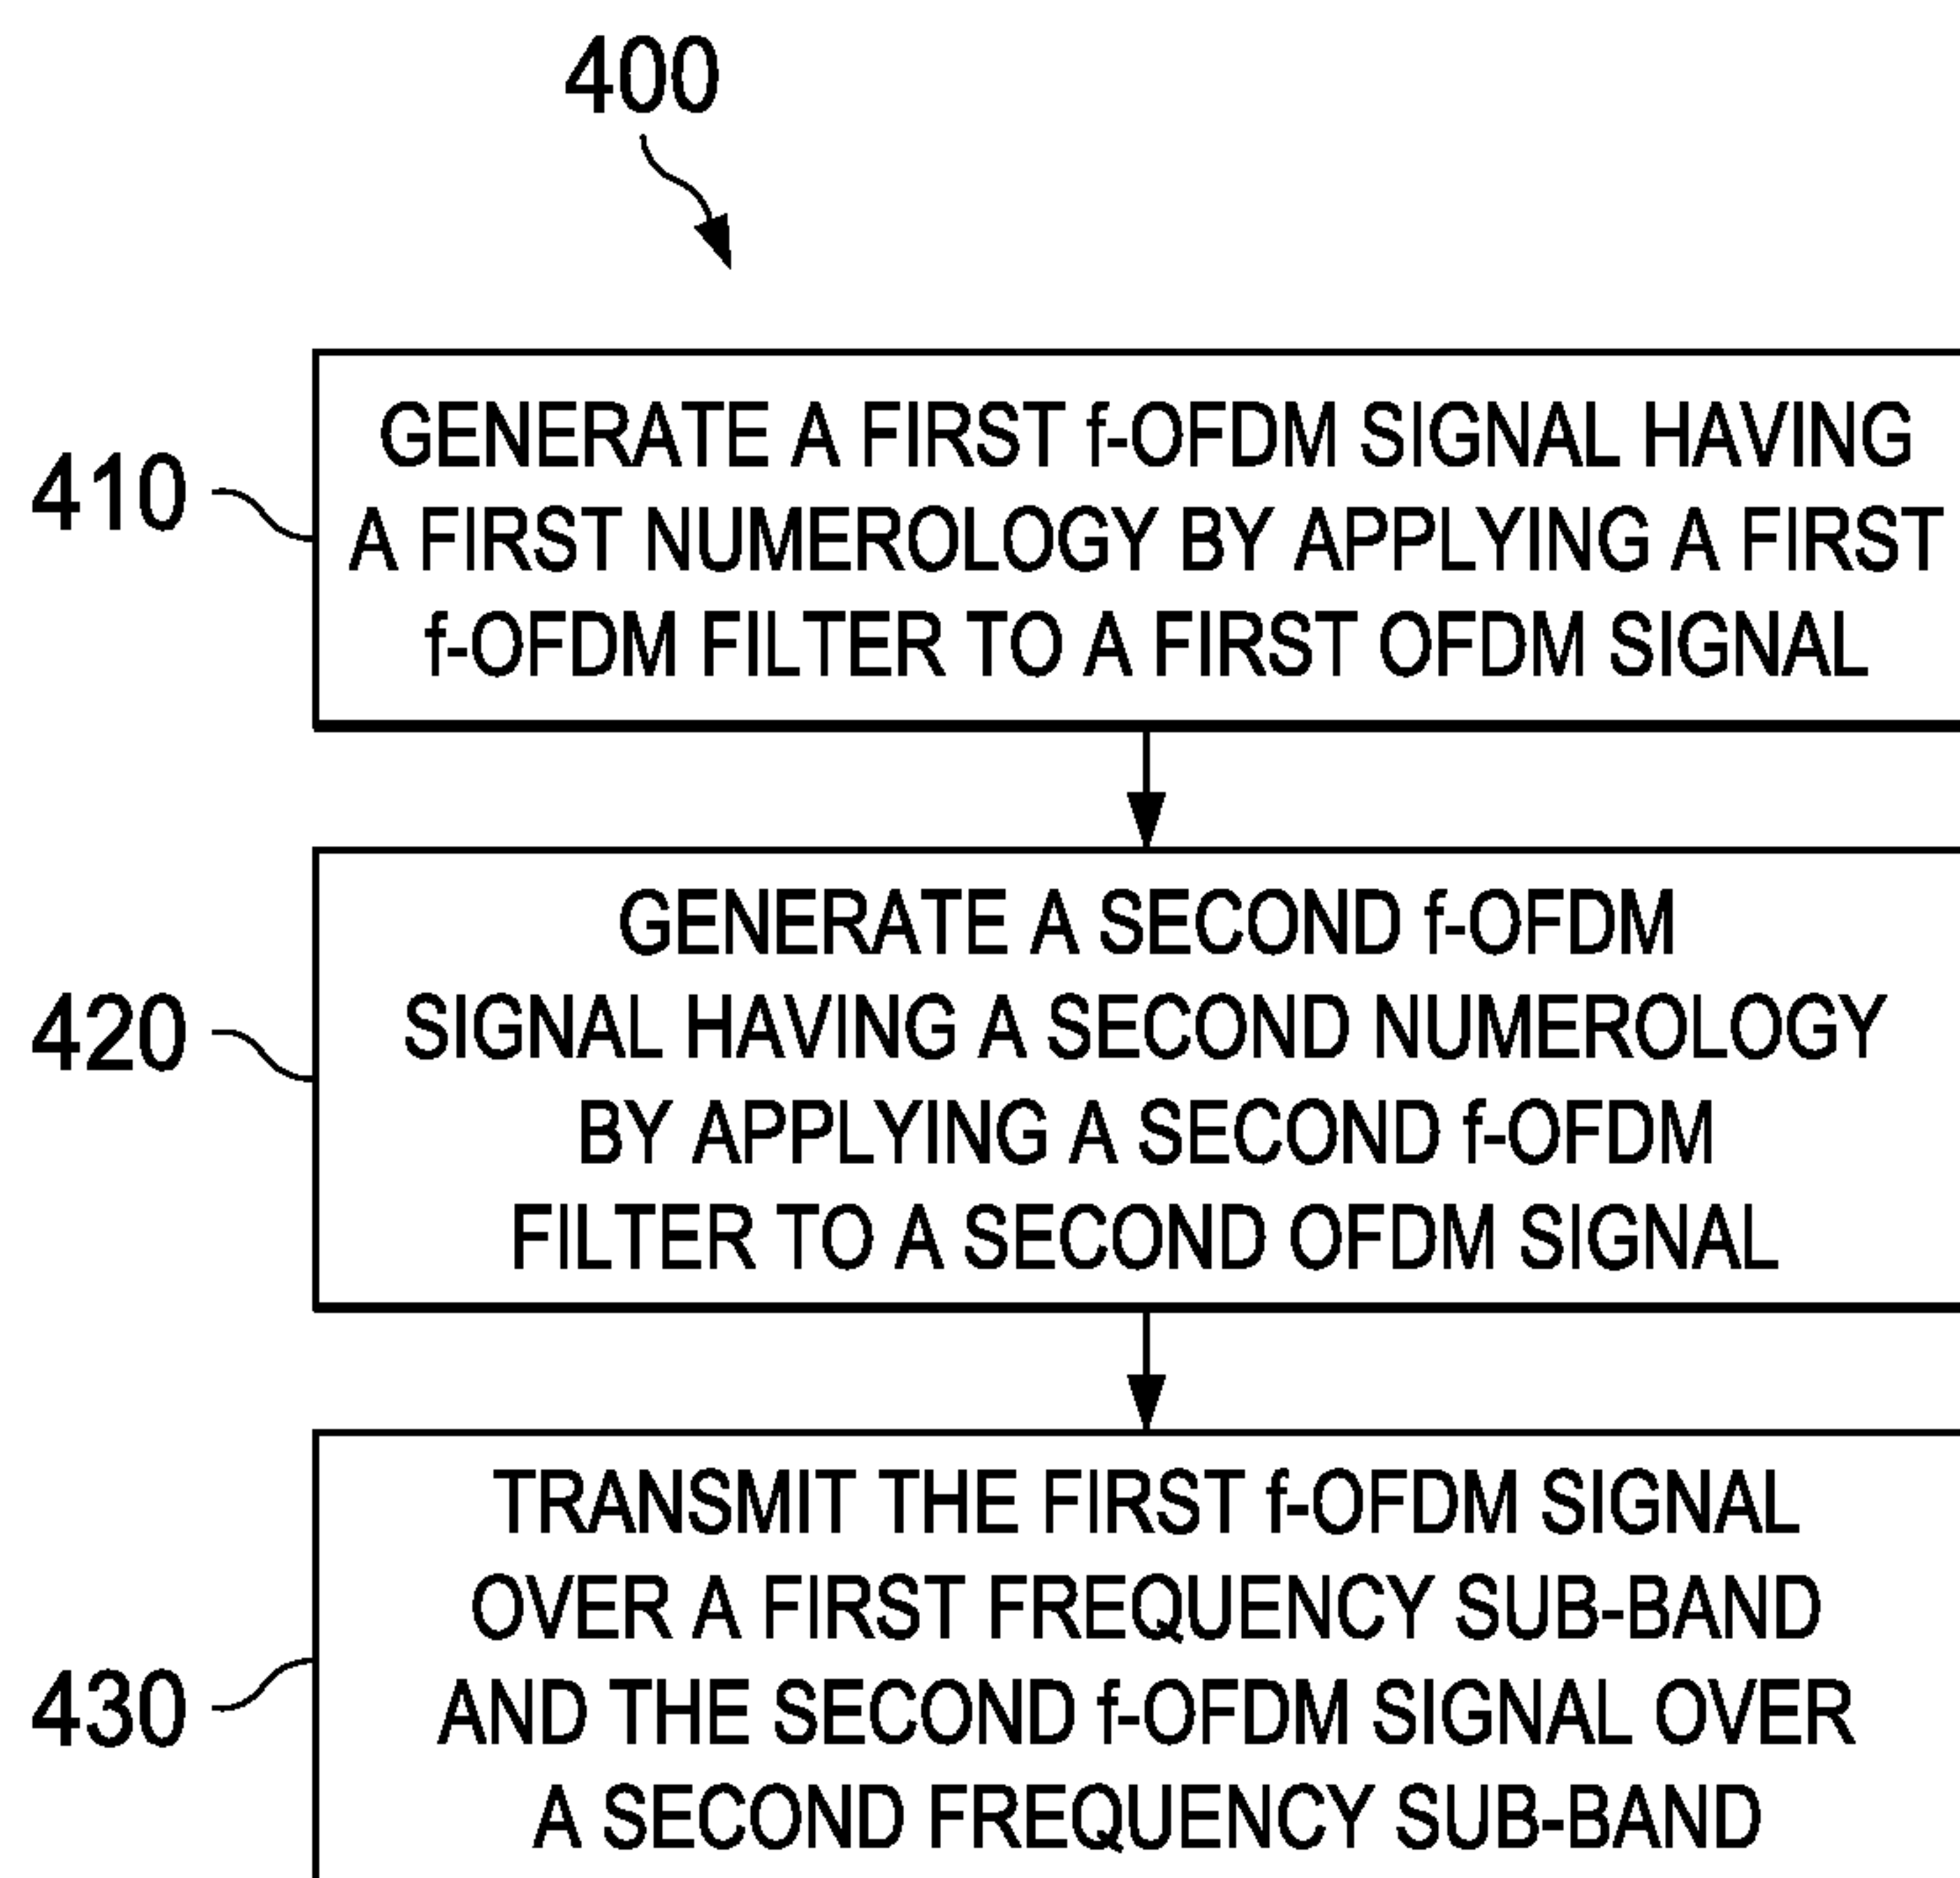 400
410
GENERATE A FIRST f-OFDM SIGNAL HAVING
A FIRST NUMEROLOGY BY APPLYING A FIRST
f-OFDM FILTER TO A FIRST OFDM SIGNAL
420
GENERATE A SECOND f-OFDM
SIGNAL HAVING A SECOND NUMEROLOGY
BY APPLYING A SECOND f-OFDM
FILTER TO A SECOND OFDM SIGNAL
430
TRANSMIT THE FIRST f-OFDM SIGNAL
OVER A FIRST FREQUENCY SUB-BAND
AND THE SECOND f-OFDM SIGNAL OVER
A SECOND FREQUENCY SUB-BAND